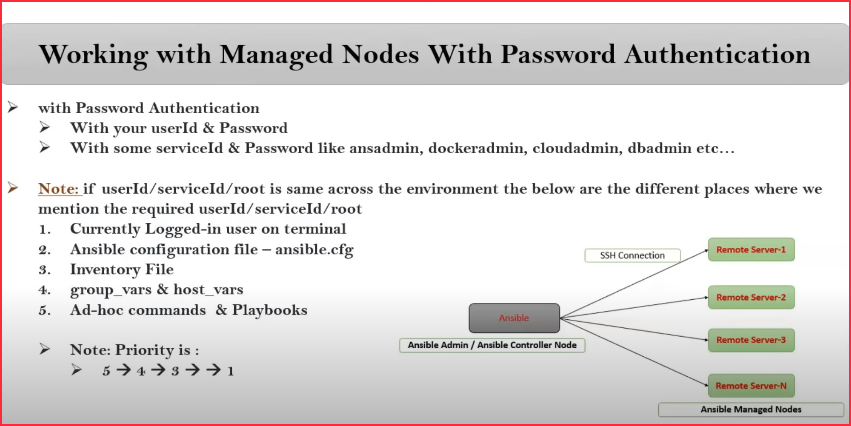 Working with Managed Nodes With Password Authentication
➢ with Password Authentication
➢ With your userId & Password
➢ With some serviceId & Password like ansadmin, dockeradmin, cloudadmin, dbadmin etc…
➢ Note: if userId/serviceId/root is same across the environment the below are the different places where we
mention the required userId/serviceId/root
1. Currently Logged-in user on terminal
2. Ansible configuration file – ansible.cfg
3. Inventory File
4. group_vars & host_vars
5. Ad-hoc commands & Playbooks
➢ Note: Priority is :
➢ 5 → 4 → 3 → → 1
SSH Connection
Remote Server-1
Remote Server-2
Ansible
Remote Server-3
Ansible Admin / Ansible Controller Node
Remote Server-N
Ansible Managed Nodes